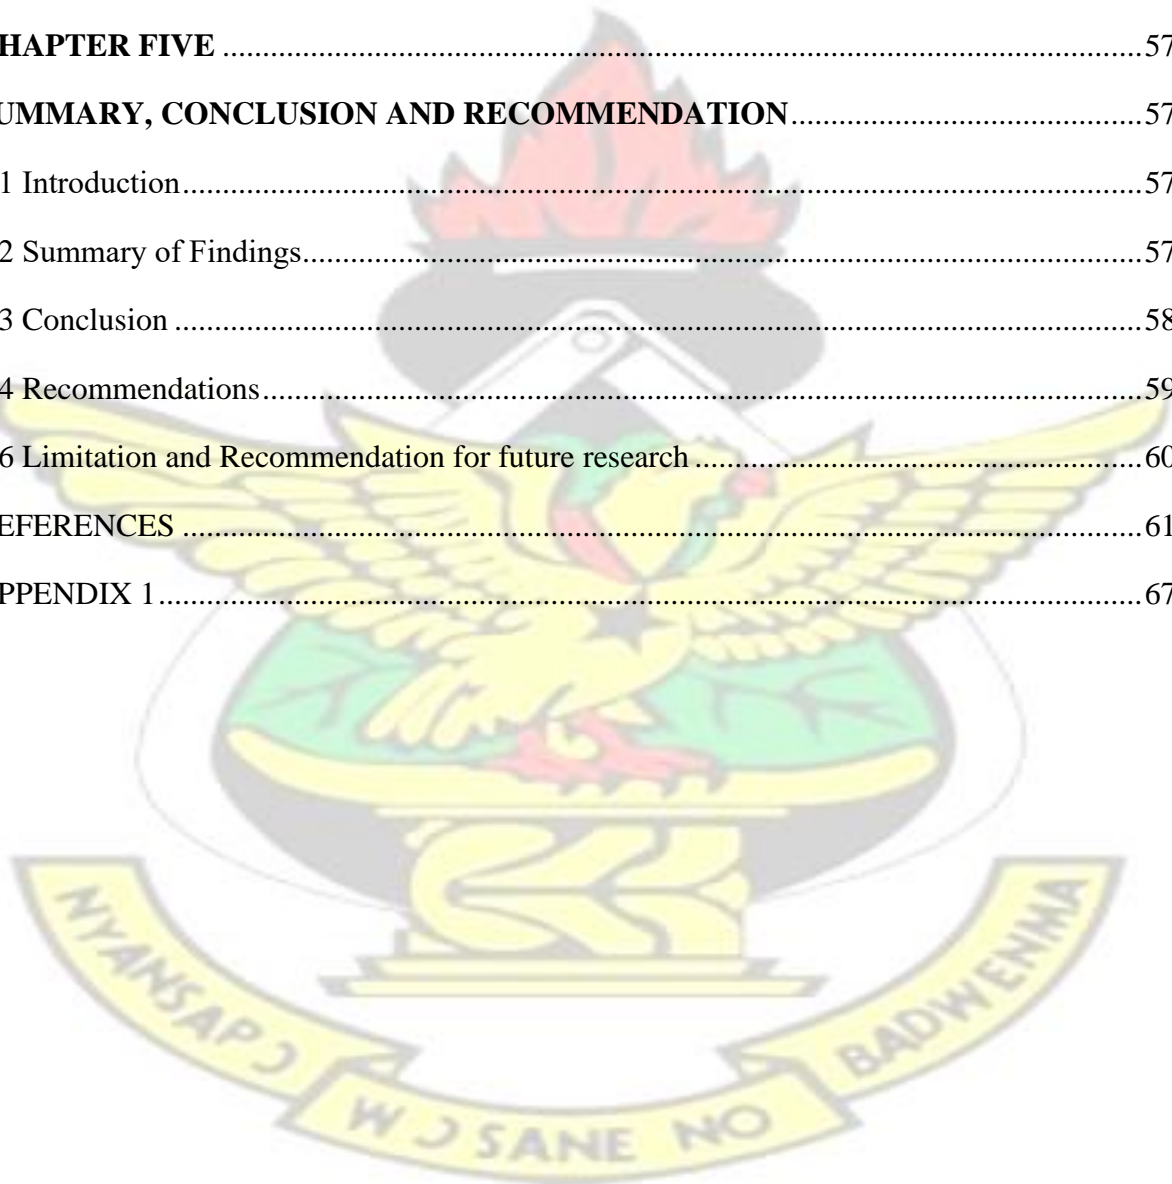 HAPTER FIVE ........ 57
UMMARY, CONCLUSION AND RECOMMENDATION ........ 57
1 Introduction ........ 57
2 Summary of Findings ........ 57
3 Conclusion ........ 58
4 Recommendations ........ 59
6 Limitation and Recommendation for future research ........ 60
EFERENCES ........ 61
PPENDIX 1 ........ 67
NYANSAPƆ
WƆ SANE NO
BADWENMA